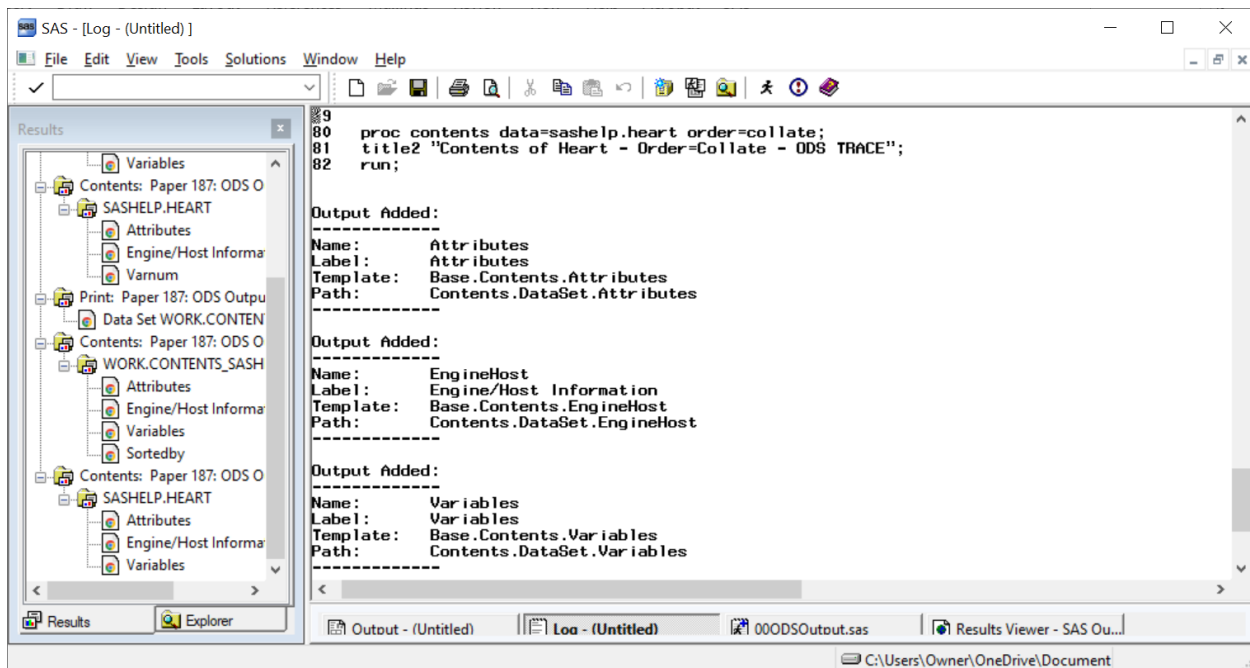 sas SAS - [Log - (Untitled) ]
File Edit View Tools Solutions Window Help
Results
Variables
Contents: Paper 187: ODS O
SASHELP.HEART
Attributes
Engine/Host Informa
Varnum
Print: Paper 187: ODS Outpu
Data Set WORK.CONTEN
Contents: Paper 187: ODS O
WORK.CONTENTS_SASH
Attributes
Engine/Host Informa
Variables
Sortedby
Contents: Paper 187: ODS O
SASHELP.HEART
Attributes
Engine/Host Informa
Variables
Results Explorer
9
80 proc contents data=sashelp.heart order=collate;
81 title2 "Contents of Heart - Order=Collate - ODS TRACE";
82 run;
Output Added:
-------------
Name: Attributes
Label: Attributes
Template: Base.Contents.Attributes
Path: Contents.DataSet.Attributes
-------------
Output Added:
-------------
Name: EngineHost
Label: Engine/Host Information
Template: Base.Contents.EngineHost
Path: Contents.DataSet.EngineHost
-------------
Output Added:
-------------
Name: Variables
Label: Variables
Template: Base.Contents.Variables
Path: Contents.DataSet.Variables
-------------
Output - (Untitled) Log - (Untitled) 00ODSOutput.sas Results Viewer - SAS Ou...
C:\Users\Owner\OneDrive\Document